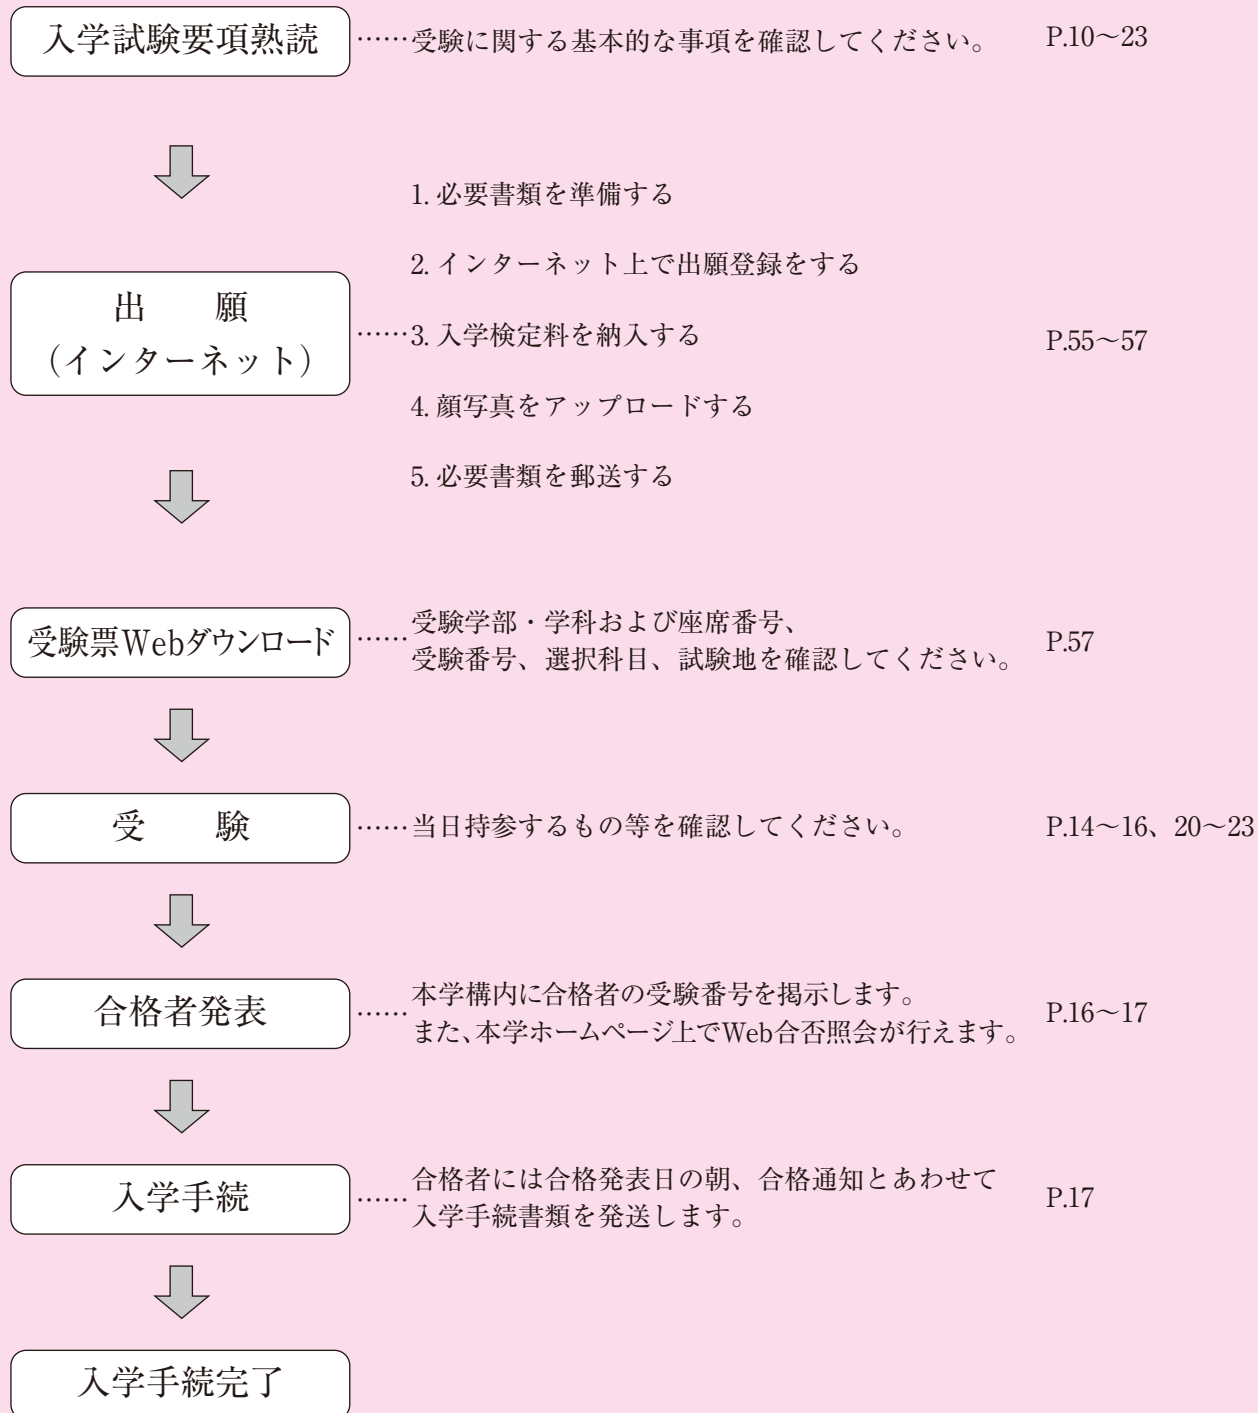 入学試験要項熟読 ……受験に関する基本的な事項を確認してください。 P.10～23
1. 必要書類を準備する
2. インターネット上で出願登録をする
出　　願
（インターネット）
……3. 入学検定料を納入する P.55～57
4. 顔写真をアップロードする
5. 必要書類を郵送する
受験票Webダウンロード ……受験学部・学科および座席番号、
受験番号、選択科目、試験地を確認してください。 P.57
受　　験 ……当日持参するもの等を確認してください。 P.14～16、20～23
合格者発表 ……本学構内に合格者の受験番号を掲示します。
また、本学ホームページ上でWeb合否照会が行えます。 P.16～17
入学手続 ……合格者には合格発表日の朝、合格通知とあわせて
入学手続書類を発送します。 P.17
入学手続完了